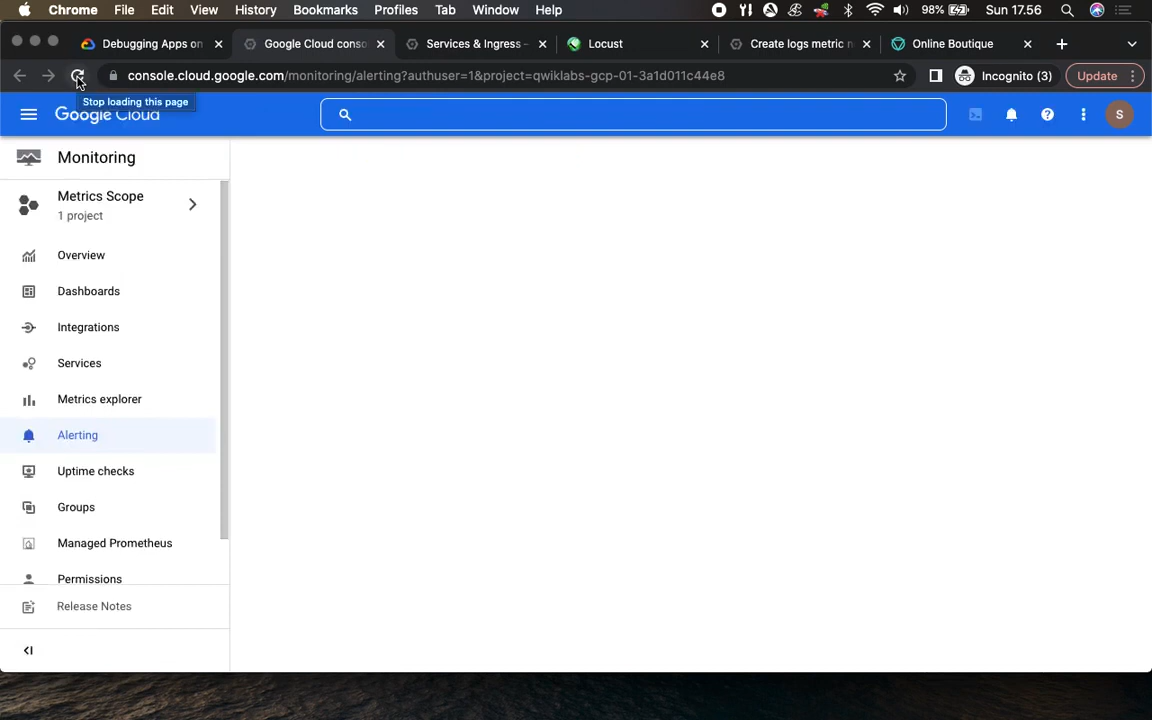 Chrome File Edit View History Bookmarks Profiles Tab Window Help 98% Sun 17.56
Debugging Apps on Google Cloud conso Services & Ingress - Locust Create logs metric n Online Boutique
console.cloud.google.com/monitoring/alerting?authuser=1&project=qwiklabs-gcp-01-3a1d011c44e8 Incognito (3) Update
Stop loading this page
Google Cloud S
Monitoring
Metrics Scope
1 project
Overview
Dashboards
Integrations
Services
Metrics explorer
Alerting
Uptime checks
Groups
Managed Prometheus
Permissions
Release Notes